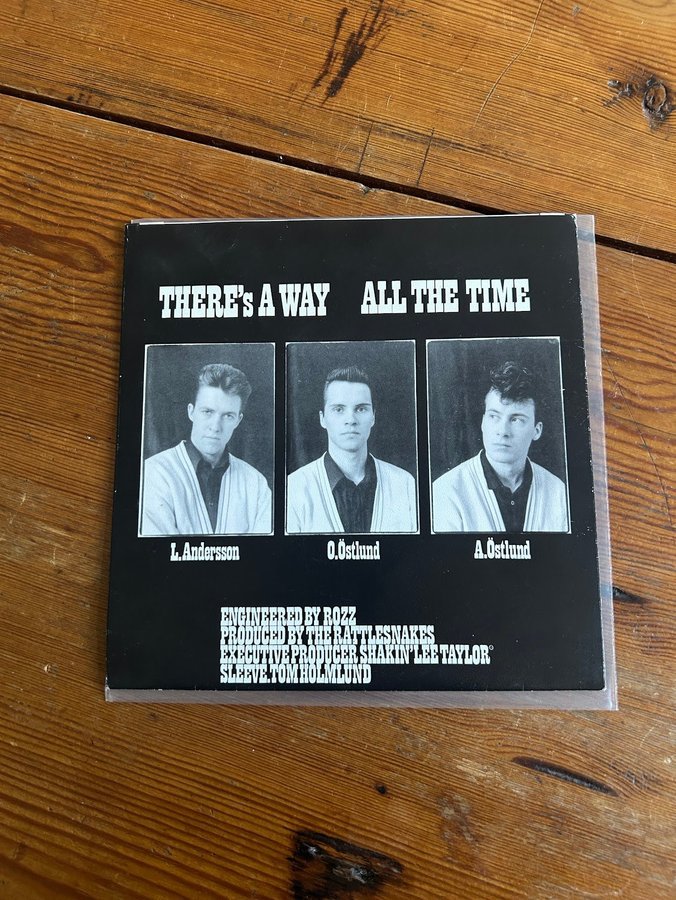 THERE's A WAY ALL THE TIME
L.Andersson O.Östlund A.Östlund
ENGINEERED BY ROZZ
PRODUCED BY THE RATTLESNAKES
EXECUTIVE PRODUCER SHAKIN' LEE TAYLOR©
SLEEVE.TOM HOLMLUND